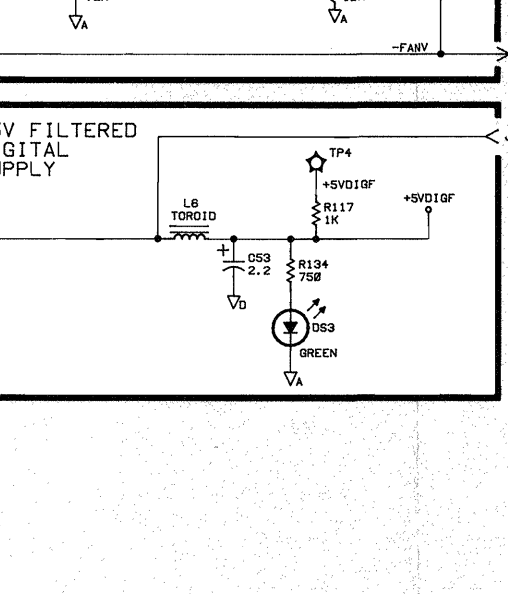 A
A
-FANV
V FILTERED
GITAL
PPLY
TP4
+5VDIGF
+5VDIGF
R117
1K
L6
TOROID
+
C53
2.2
R134
750
D
DS3
GREEN
A